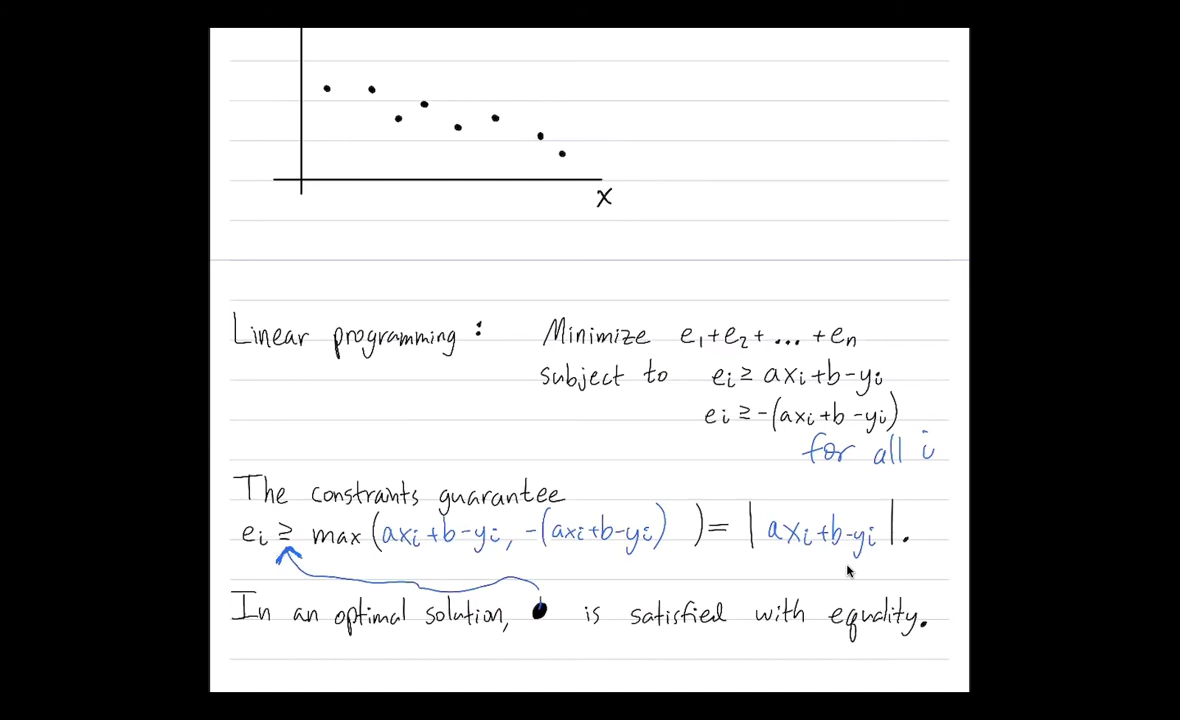 x
Linear programming: Minimize e₁+e₂+ ... +eₙ
subject to eᵢ ≥ axᵢ+b-yᵢ
eᵢ ≥ -(axᵢ+b-yᵢ)
for all i
The constraints guarantee
eᵢ ≥ max(axᵢ+b-yᵢ, -(axᵢ+b-yᵢ) ) = | axᵢ+b-yᵢ |.
In an optimal solution, is satisfied with equality.